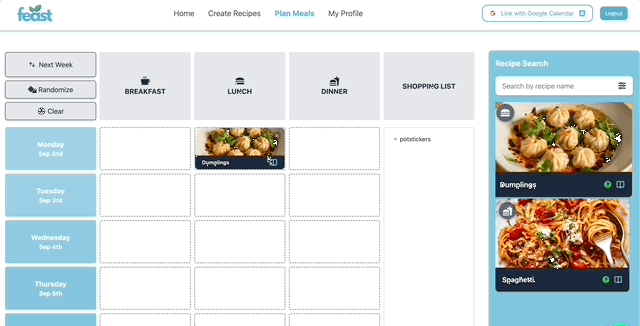 feast
Home
Create Recipes
Plan Meals
My Profile
Link with Google Calendar
Logout
Next Week
Randomize
Clear
BREAKFAST
LUNCH
DINNER
SHOPPING LIST
Monday
Sep 2nd
Dumplings
potstickers
Tuesday
Sep 3rd
Wednesday
Sep 4th
Thursday
Sep 5th
Recipe Search
Search by recipe name
Dumplings
Spaghetti